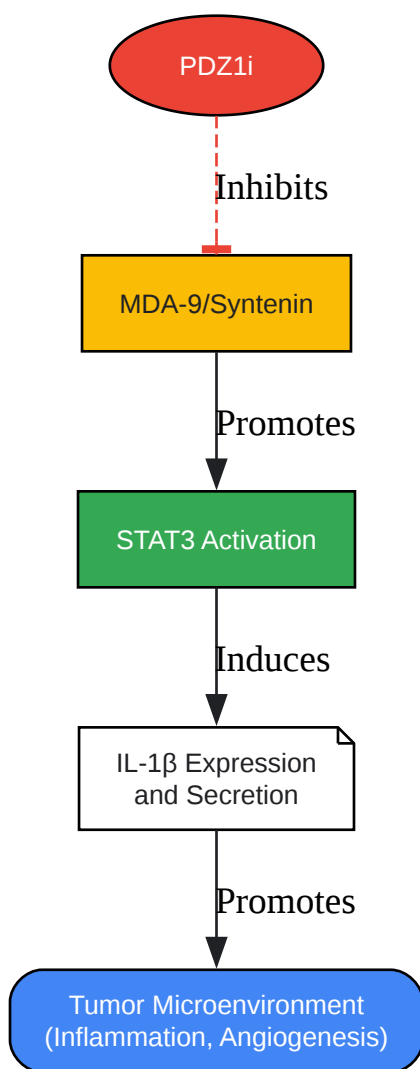 PDZ1i
Inhibits
MDA-9/Syntenin
Promotes
STAT3 Activation
Induces
IL-1β Expression
and Secretion
Promotes
Tumor Microenvironment
(Inflammation, Angiogenesis)